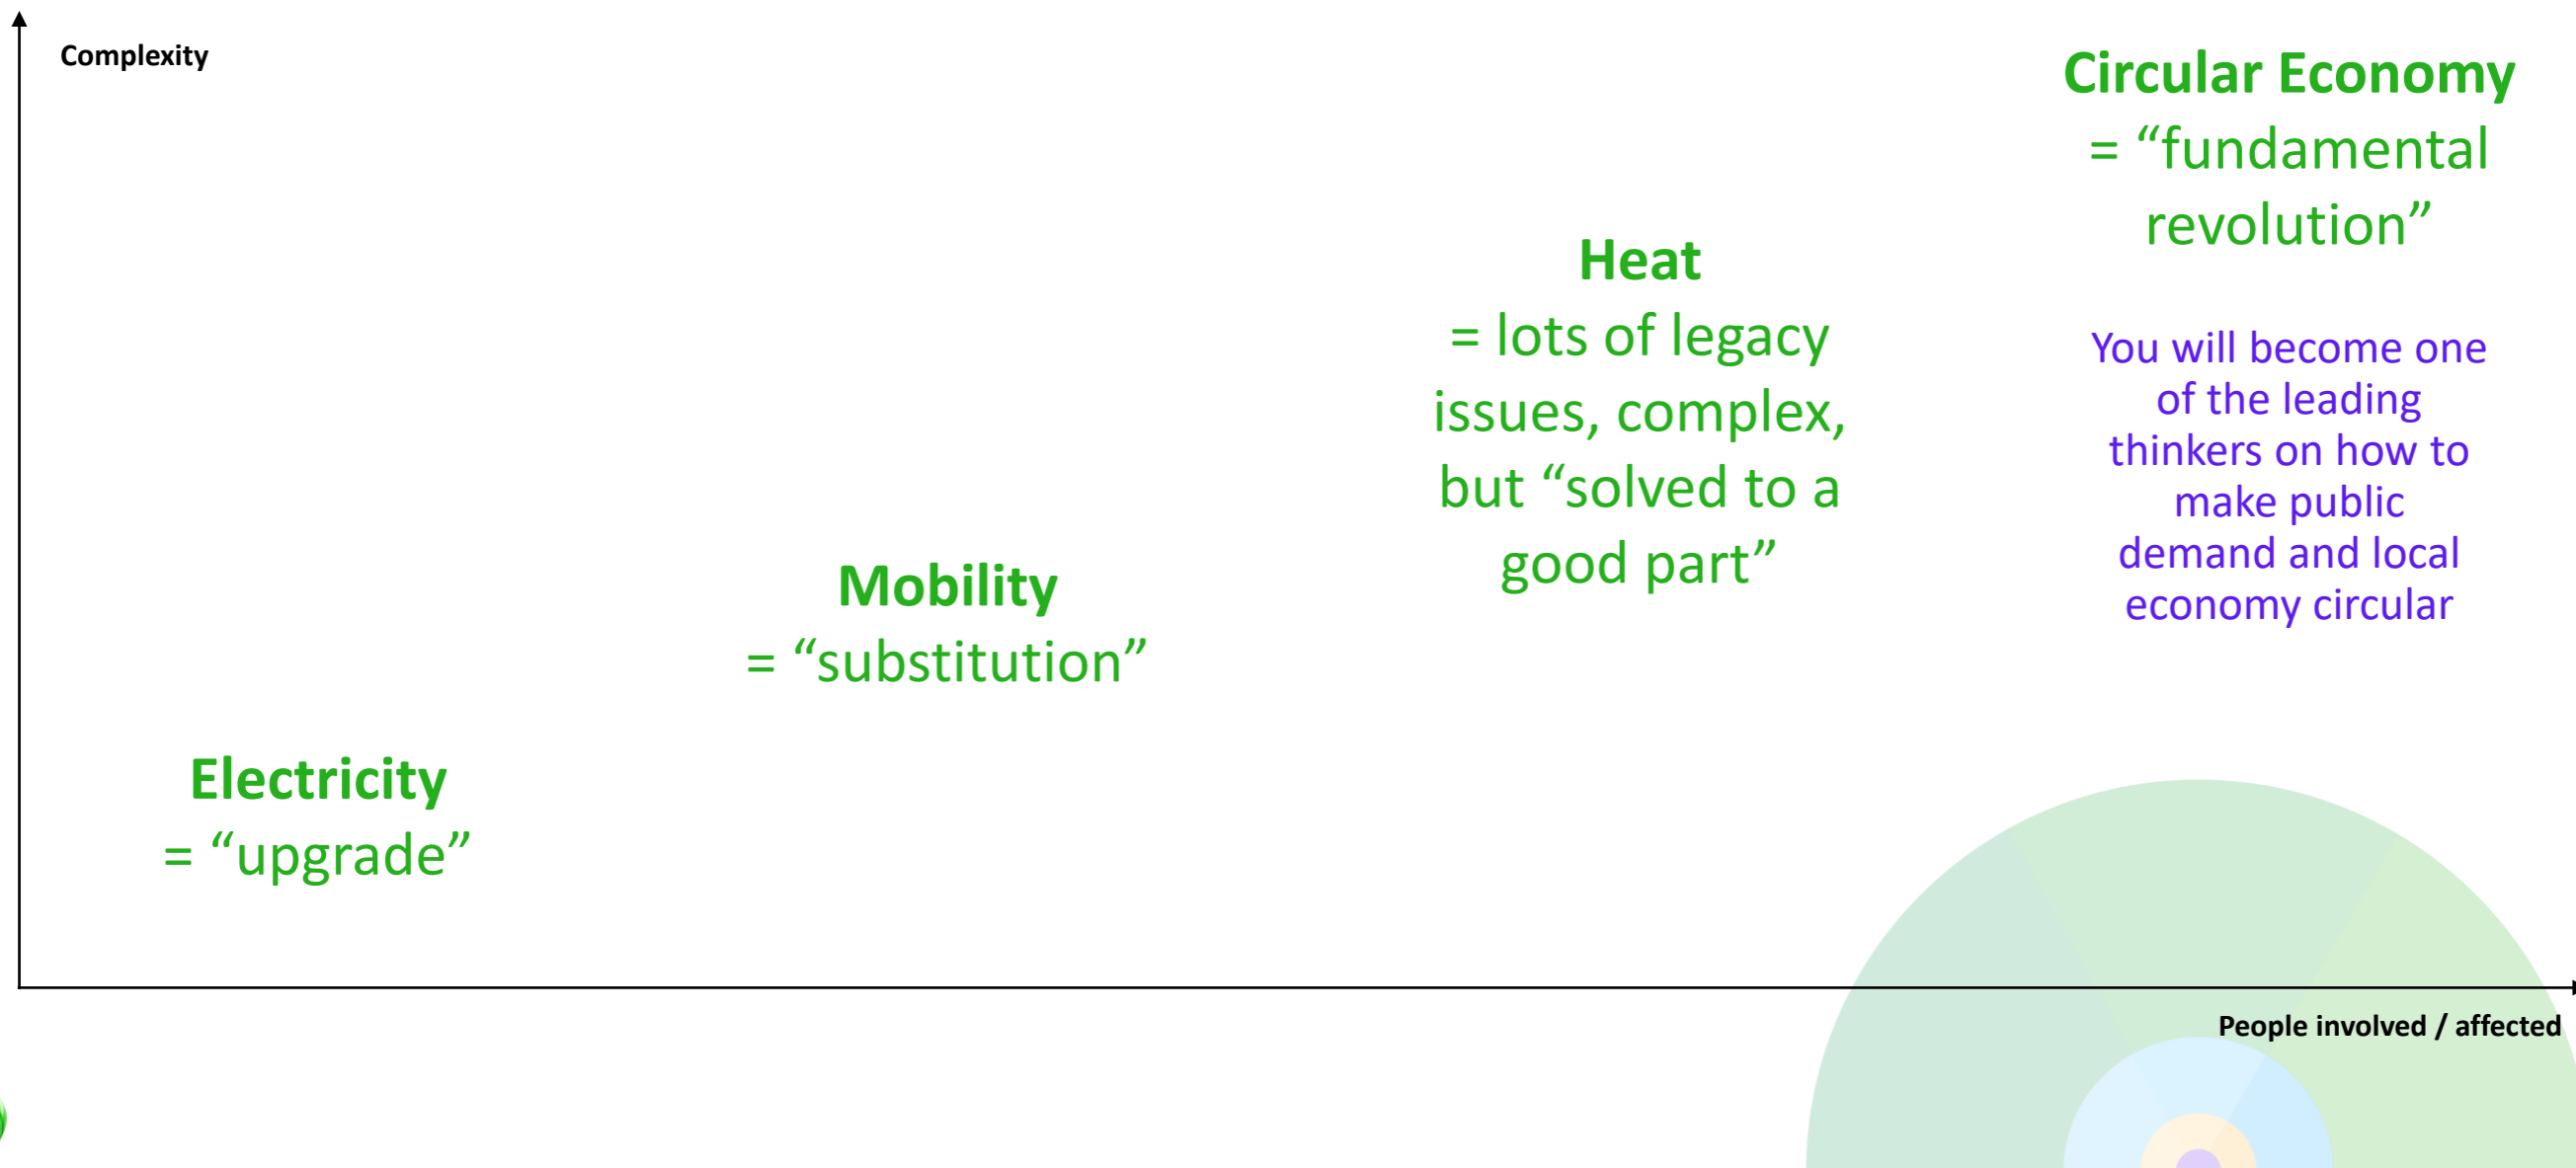 Complexity
Circular Economy
= “fundamental
revolution”
You will become one
of the leading
thinkers on how to
make public
demand and local
economy circular
Heat
= lots of legacy
issues, complex,
but “solved to a
good part”
Mobility
= “substitution”
Electricity
= “upgrade”
People involved / affected